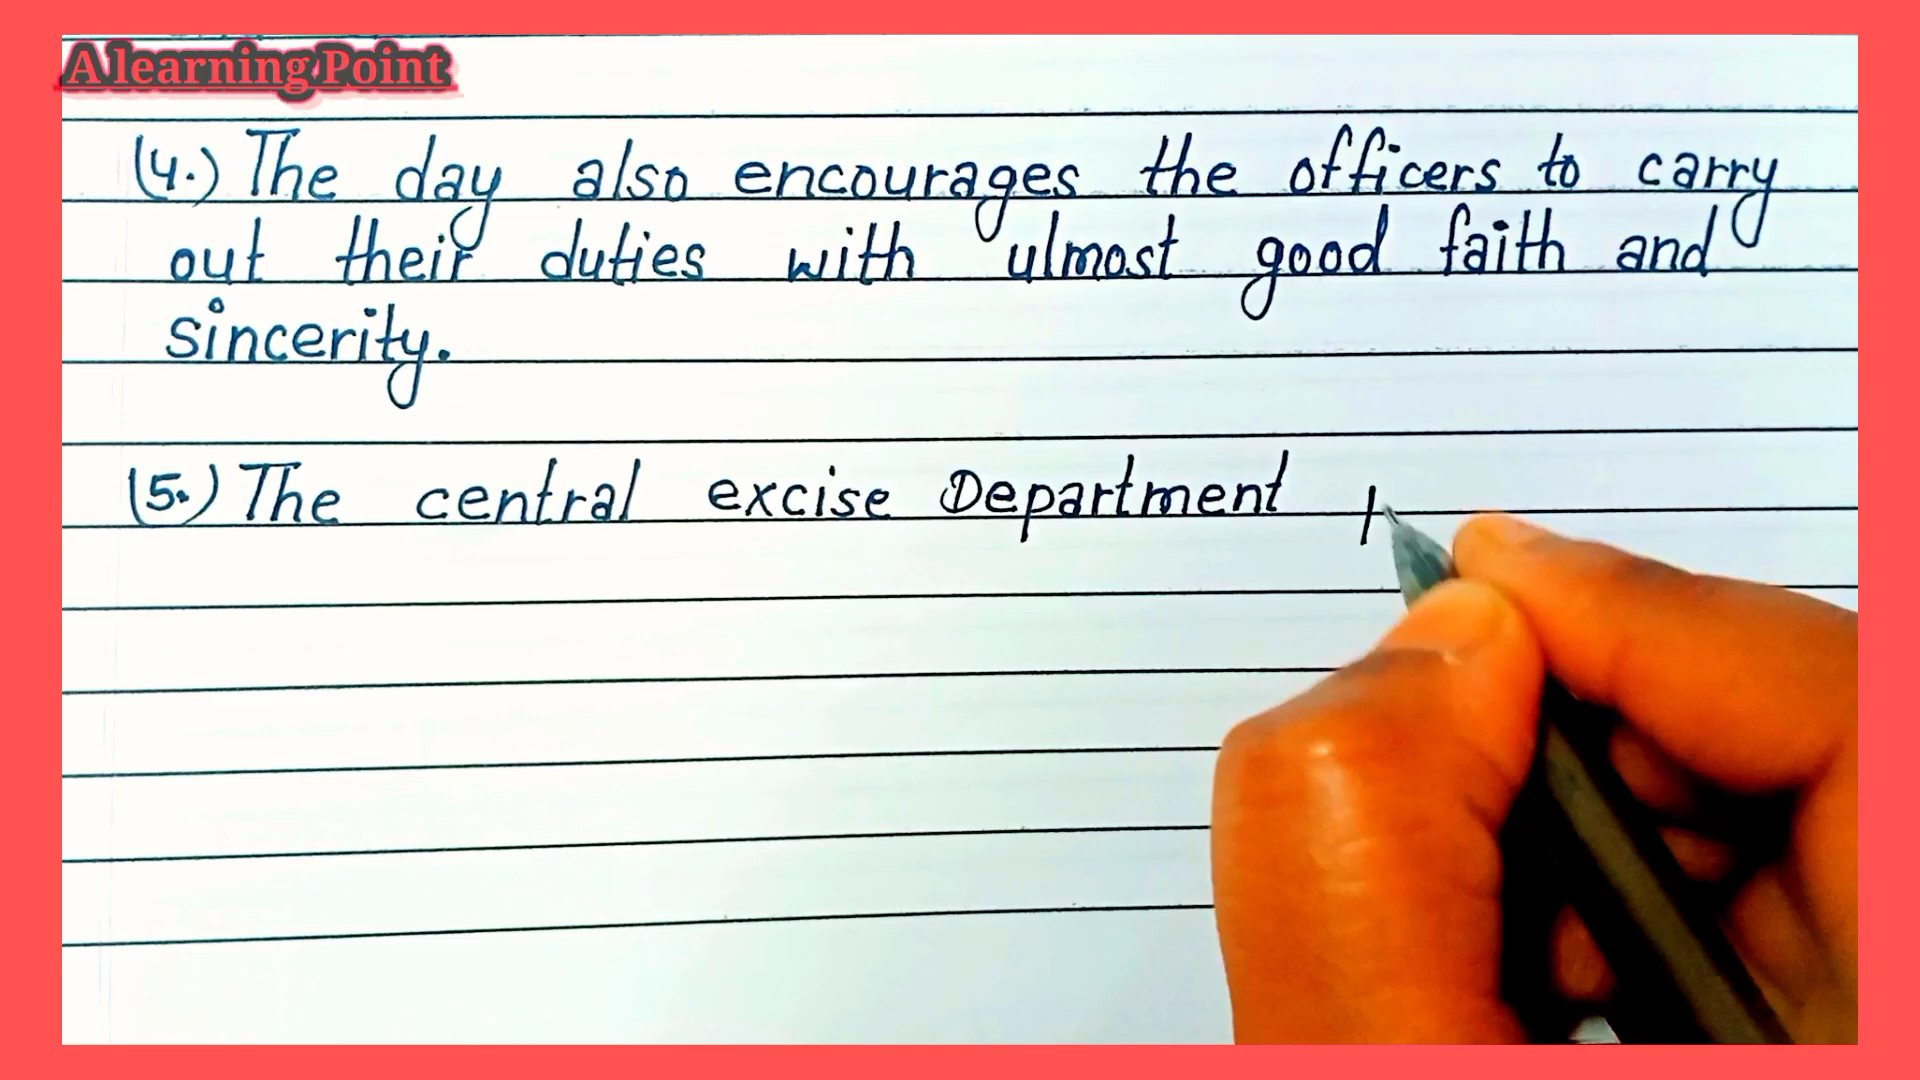 A learning Point
(4.) The day also encourages the officers to carry
out their duties with ulmost good faith and
sincerity.
(5.) The central excise Department